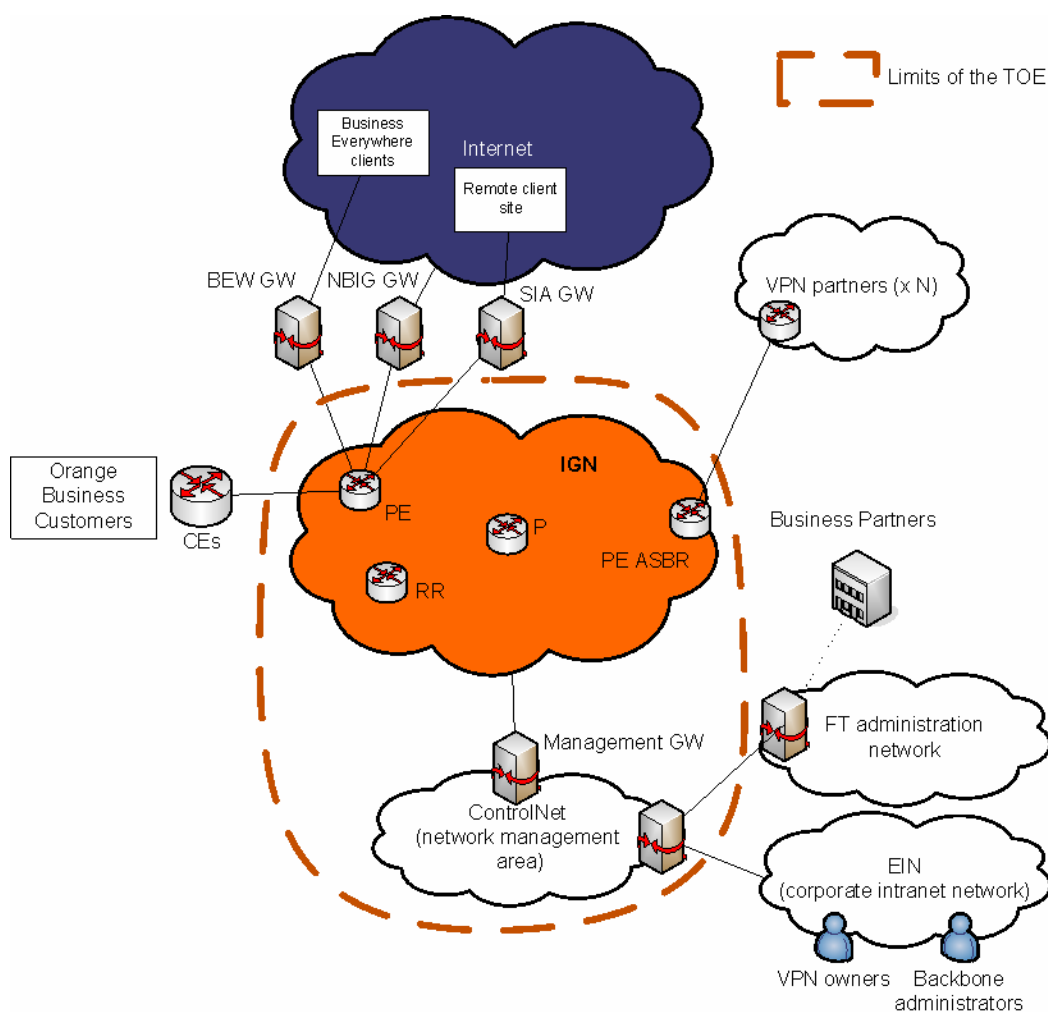 Limits of the TOE
Business
Everywhere
clients
Internet
Remote client
site
BEW GW
NBIG GW
SIA GW
VPN partners (x N)
IGN
Orange
Business
Customers
CEs
PE
P
PE ASBR
RR
Business Partners
Management GW
FT administration
network
ControlNet
(network management
area)
EIN
(corporate intranet network)
VPN owners
Backbone
administrators